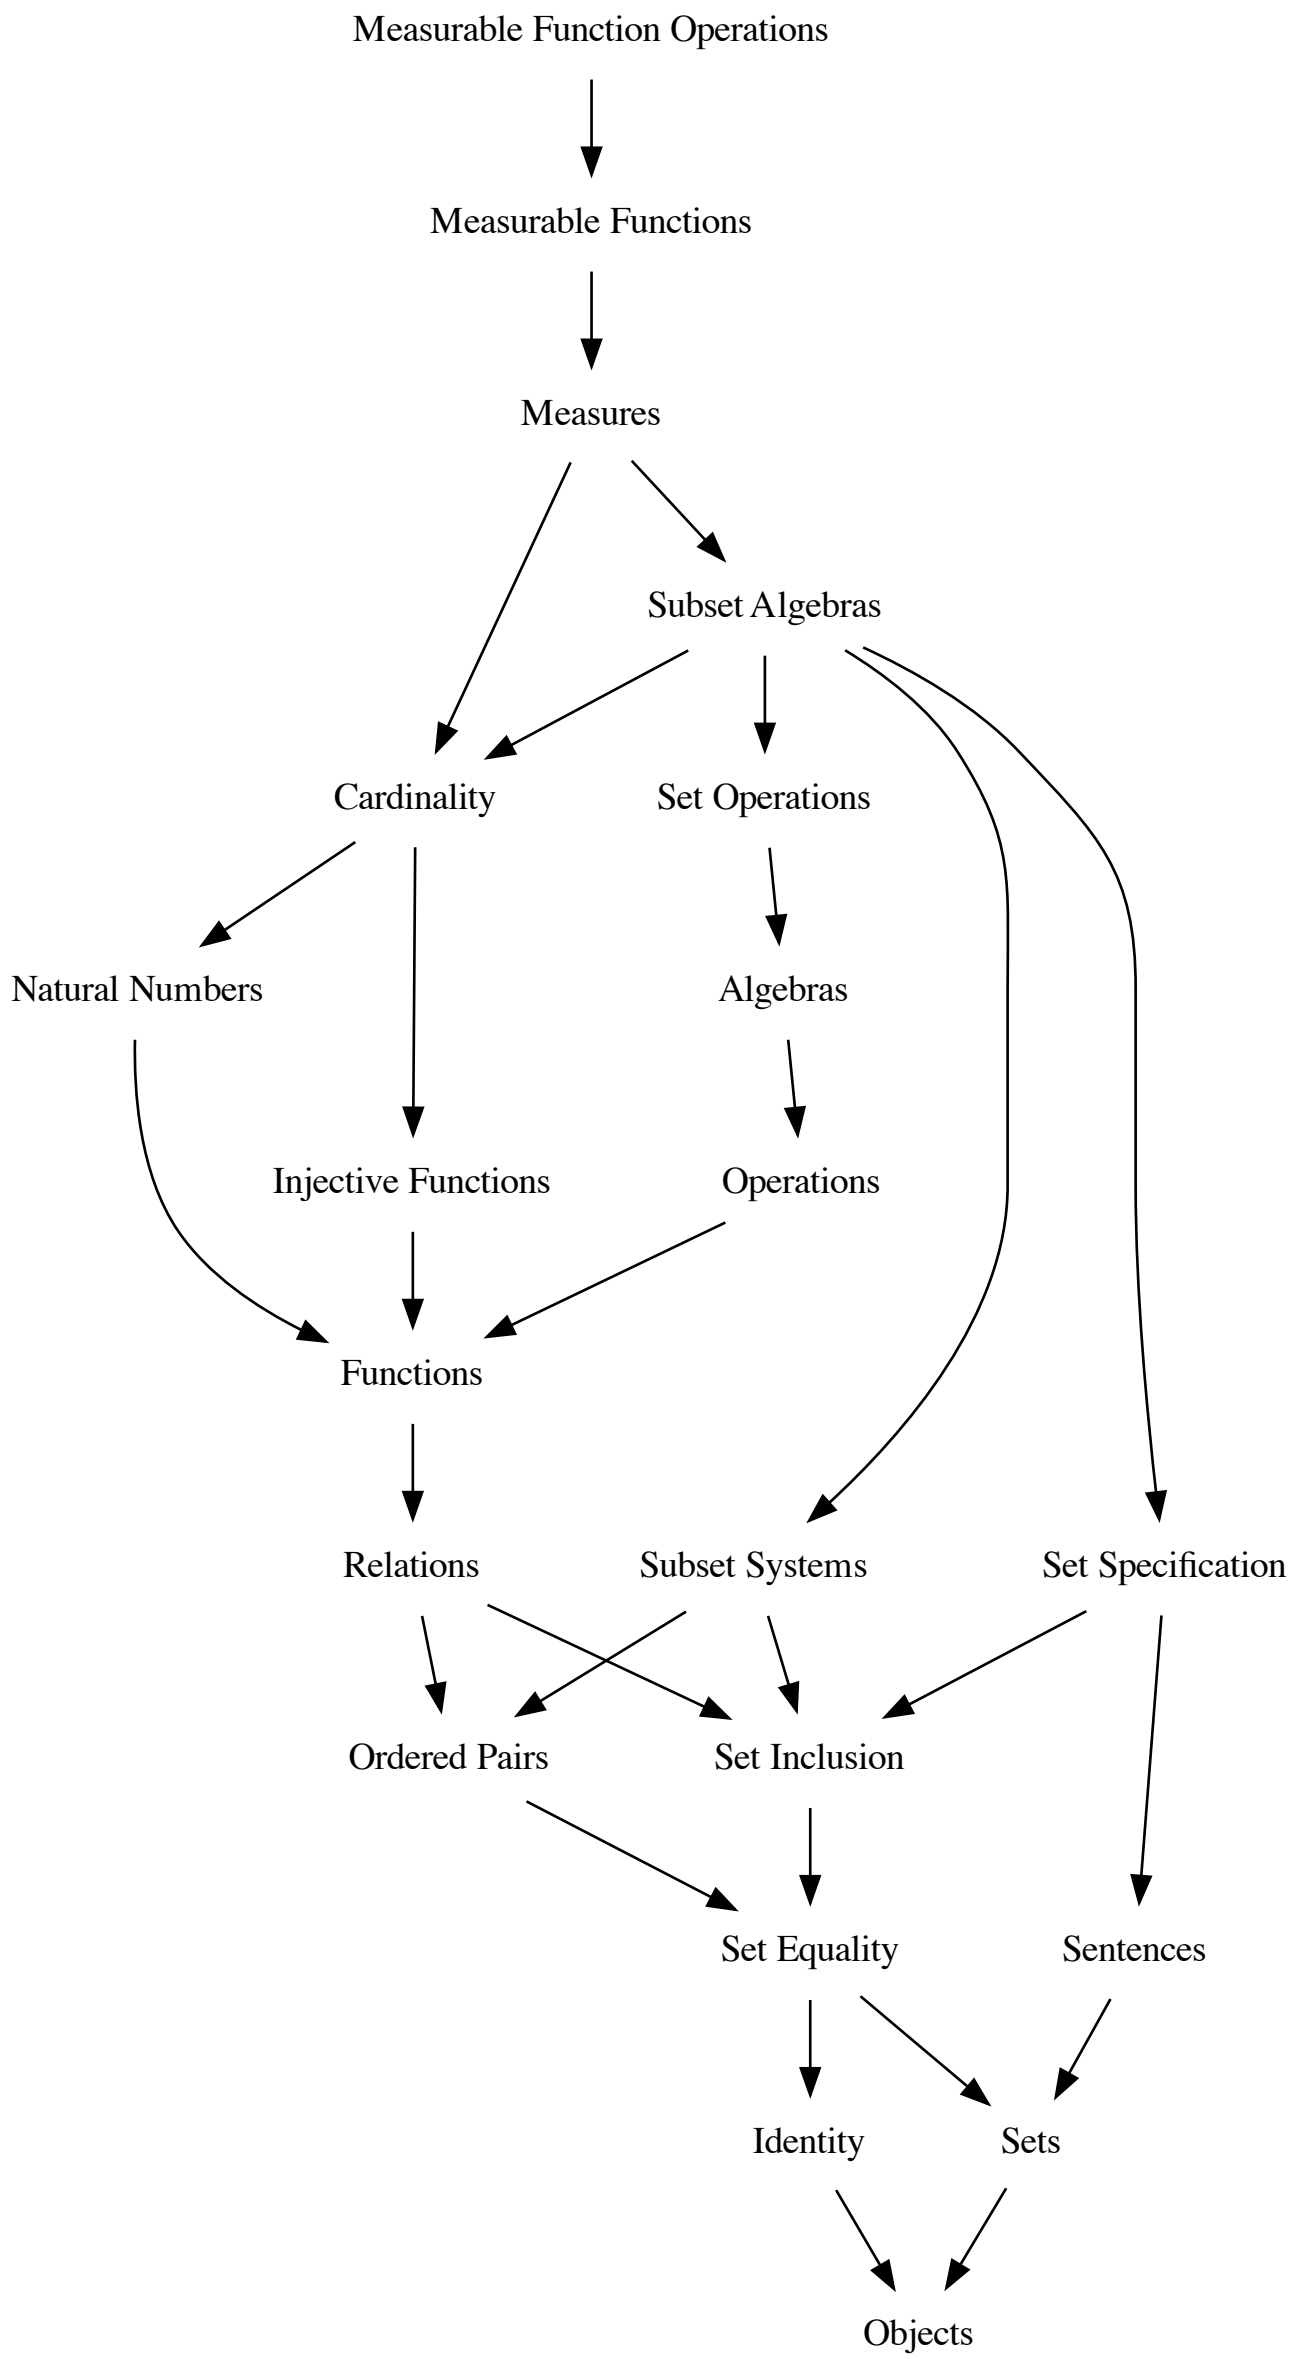 Measurable Function Operations
Measurable Functions
Measures
Subset Algebras
Cardinality
Set Operations
Natural Numbers
Algebras
Injective Functions
Operations
Functions
Relations
Subset Systems
Set Specification
Ordered Pairs
Set Inclusion
Set Equality
Sentences
Identity
Sets
Objects